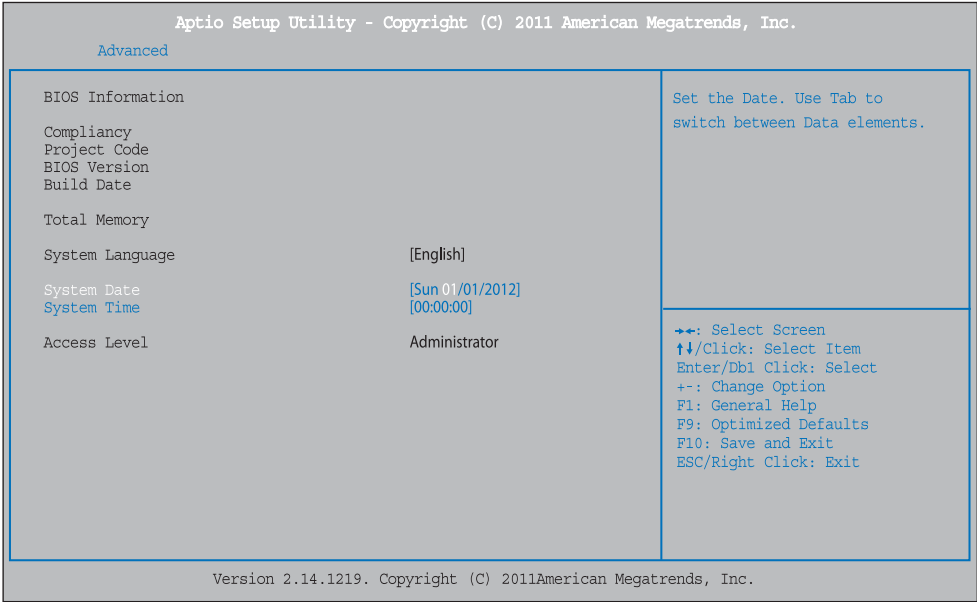 Aptio Setup Utility - Copyright (C) 2011 American Megatrends, Inc.
Advanced
BIOS Information
Compliancy
Project Code
BIOS Version
Build Date
Total Memory
System Language [English]
System Date [Sun 01/01/2012]
System Time [00:00:00]
Access Level Administrator
Set the Date. Use Tab to
switch between Data elements.
→←: Select Screen
↑↓/Click: Select Item
Enter/Db1 Click: Select
+-: Change Option
F1: General Help
F9: Optimized Defaults
F10: Save and Exit
ESC/Right Click: Exit
Version 2.14.1219. Copyright (C) 2011American Megatrends, Inc.